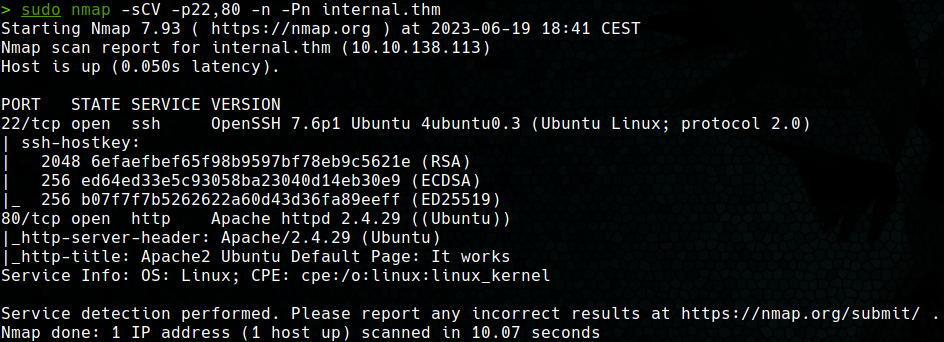 > sudo nmap -sCV -p22,80 -n -Pn internal.thm
Starting Nmap 7.93 ( https://nmap.org ) at 2023-06-19 18:41 CEST
Nmap scan report for internal.thm (10.10.138.113)
Host is up (0.050s latency).

PORT   STATE SERVICE VERSION
22/tcp open  ssh     OpenSSH 7.6p1 Ubuntu 4ubuntu0.3 (Ubuntu Linux; protocol 2.0)
| ssh-hostkey:
|   2048 6efaefbef65f98b9597bf78eb9c5621e (RSA)
|   256 ed64ed33e5c93058ba23040d14eb30e9 (ECDSA)
|_  256 b07f7f7b5262622a60d43d36fa89eeff (ED25519)
80/tcp open  http    Apache httpd 2.4.29 ((Ubuntu))
|_http-server-header: Apache/2.4.29 (Ubuntu)
|_http-title: Apache2 Ubuntu Default Page: It works
Service Info: OS: Linux; CPE: cpe:/o:linux:linux_kernel

Service detection performed. Please report any incorrect results at https://nmap.org/submit/ .
Nmap done: 1 IP address (1 host up) scanned in 10.07 seconds